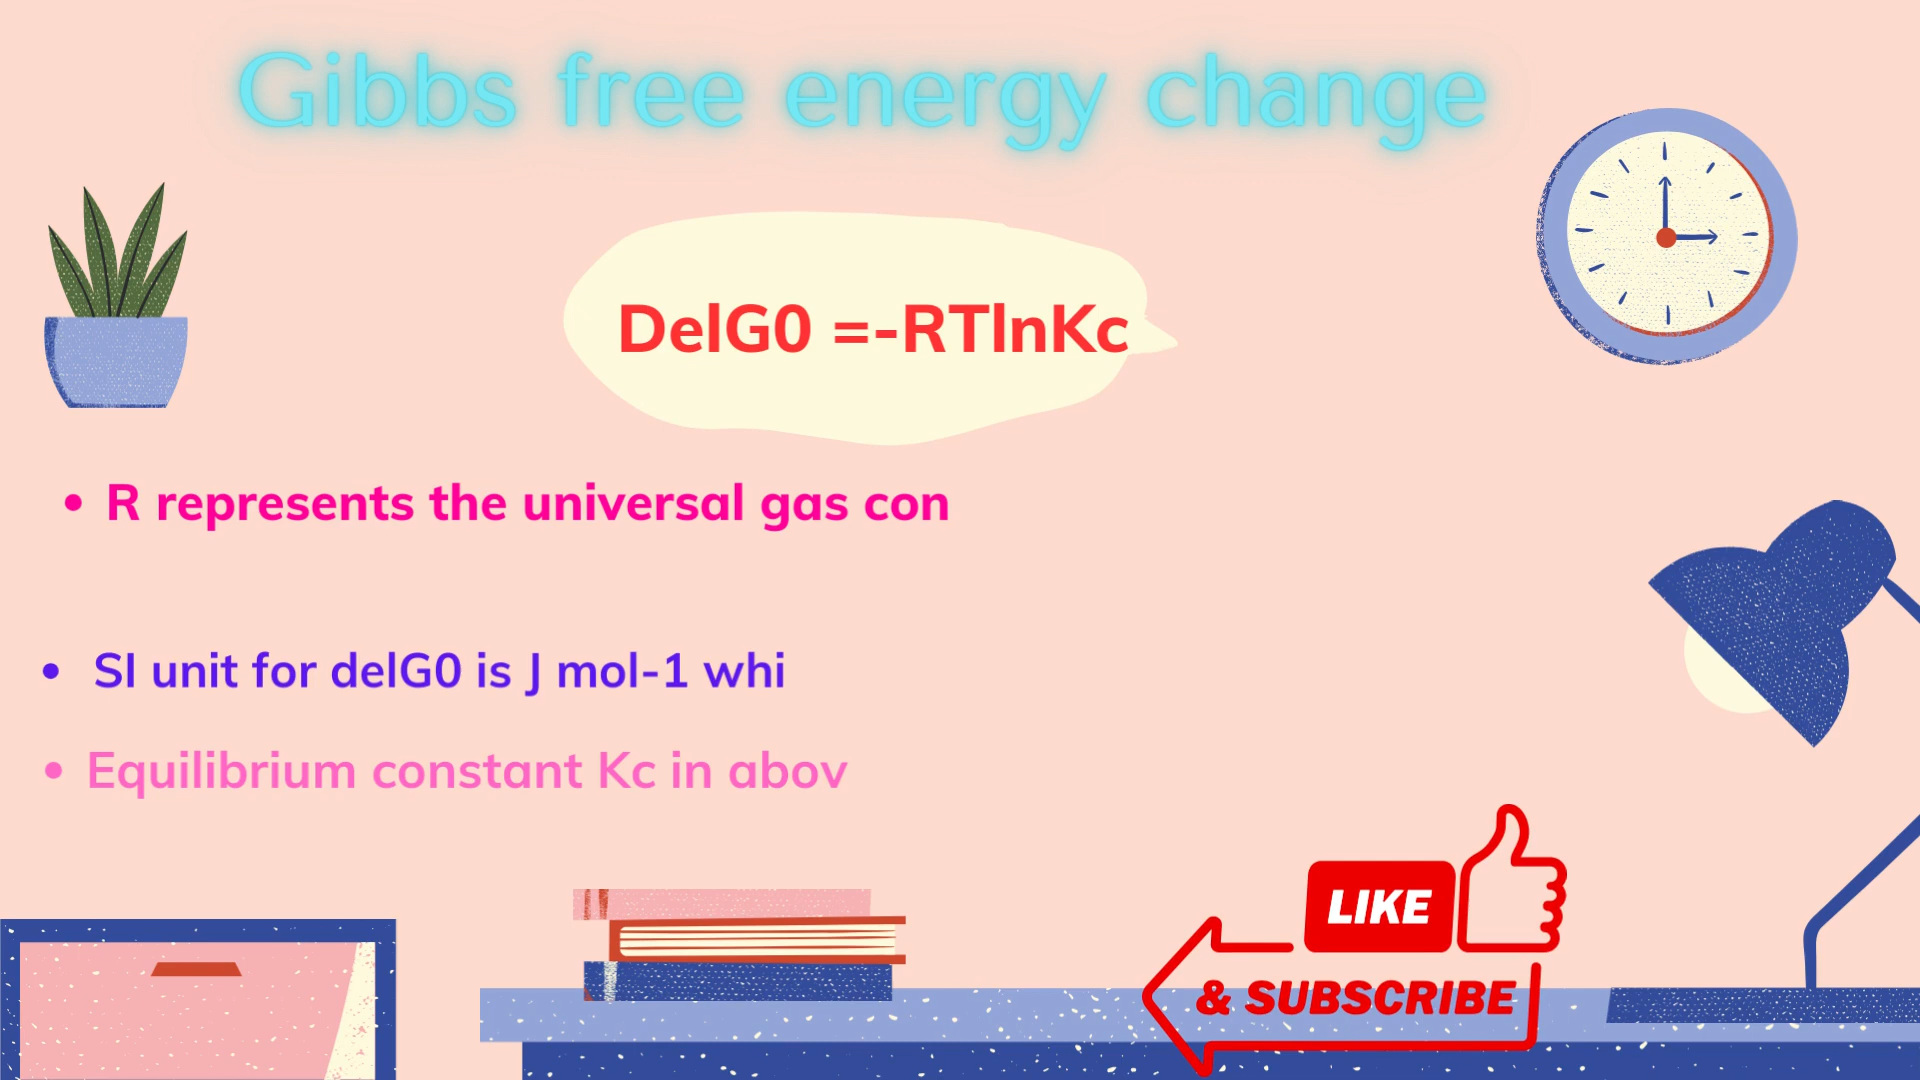 Gibbs free energy change
DelG0 =-RTlnKc
• R represents the universal gas con
• SI unit for delG0 is J mol-1 whi
• Equilibrium constant Kc in abov
LIKE
& SUBSCRIBE